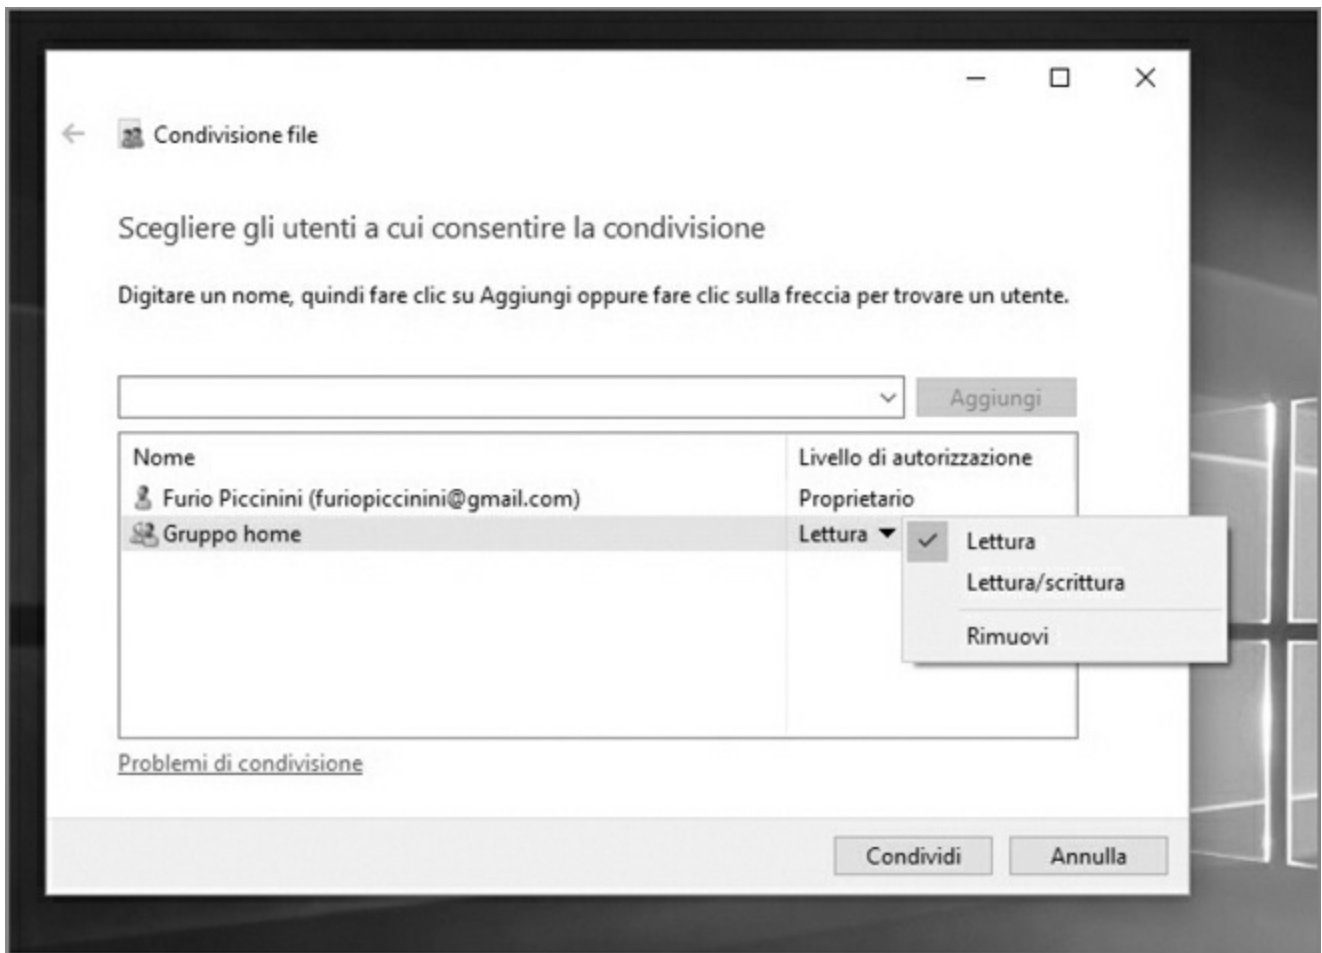 Condivisione file
Scegliere gli utenti a cui consentire la condivisione
Digitare un nome, quindi fare clic su Aggiungi oppure fare clic sulla freccia per trovare un utente.
Aggiungi
Nome Livello di autorizzazione
Furio Piccinini (furiopiccinini@gmail.com) Proprietario
Gruppo home Lettura
Lettura
Lettura/scrittura
Rimuovi
Problemi di condivisione
Condividi Annulla